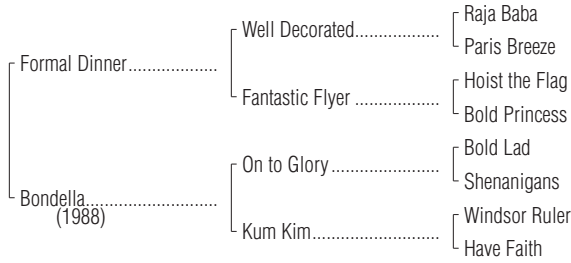 Raja Baba
Well Decorated..................
Paris Breeze
Formal Dinner...................
Hoist the Flag
Fantastic Flyer ..................
Bold Princess
Bold Lad
On to Glory.......................
Shenanigans
Bondella............................
(1988)
Windsor Ruler
Kum Kim...........................
Have Faith